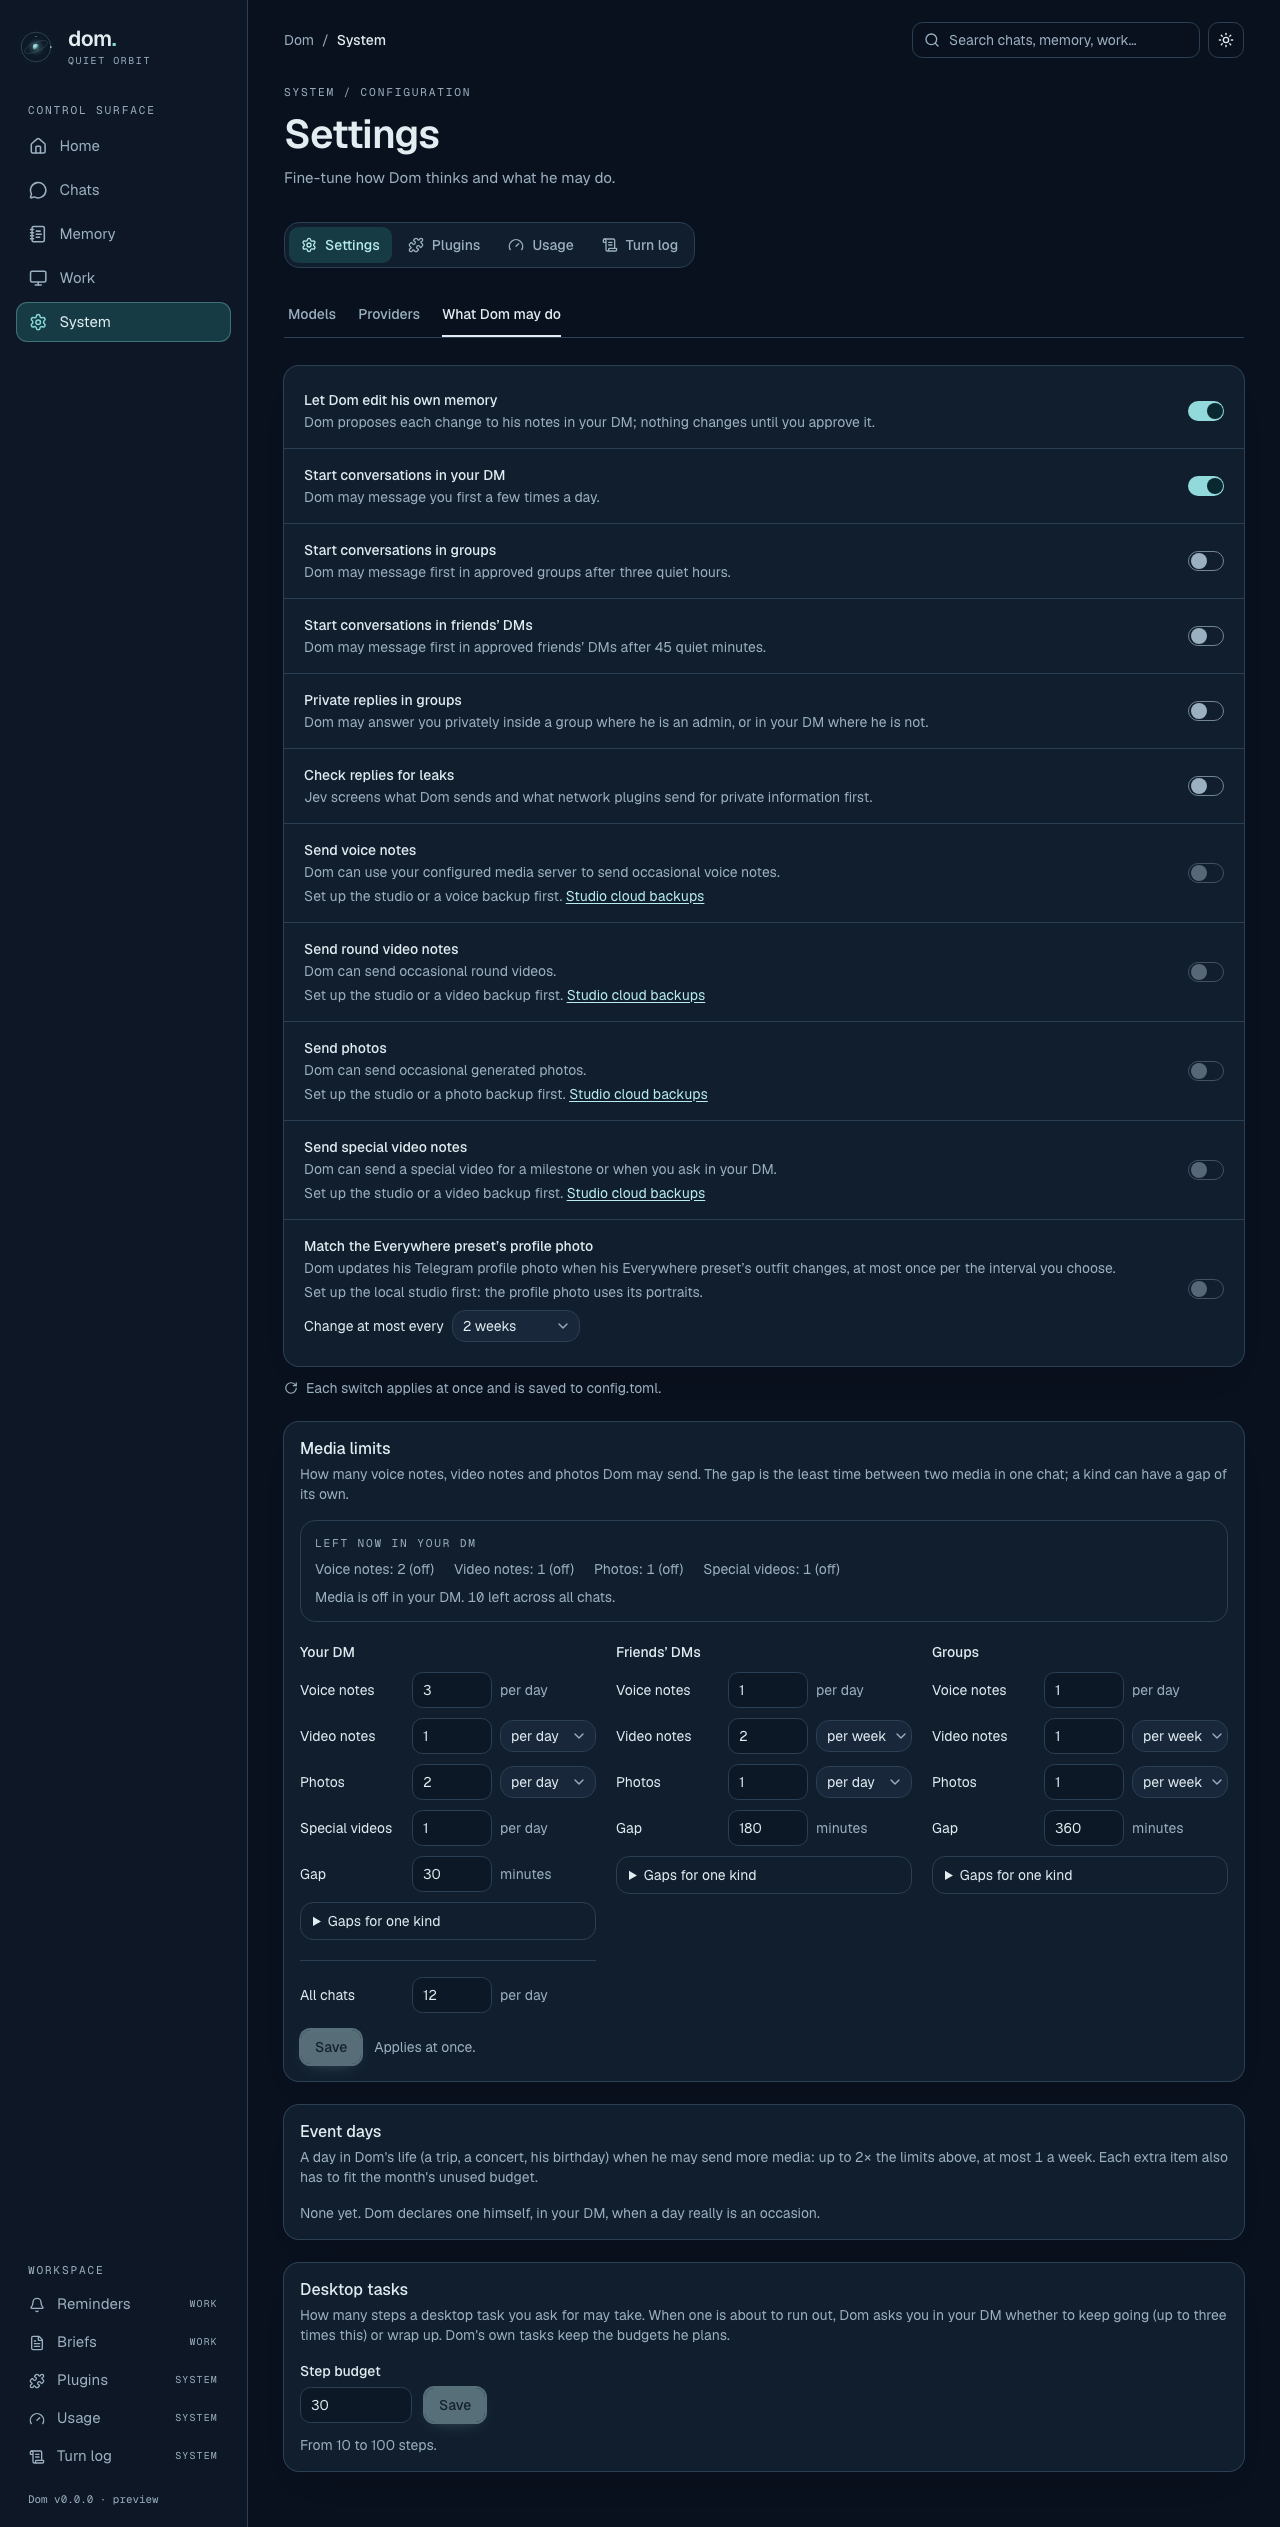 dom.
QUIET ORBIT
CONTROL SURFACE
Home
Chats
Memory
Work
System
Dom / System
Search chats, memory, work…
SYSTEM / CONFIGURATION
Settings
Fine-tune how Dom thinks and what he may do.
Settings Plugins Usage Turn log
Models Providers What Dom may do
Let Dom edit his own memory
Dom proposes each change to his notes in your DM; nothing changes until you approve it.
Start conversations in your DM
Dom may message you first a few times a day.
Start conversations in groups
Dom may message first in approved groups after three quiet hours.
Start conversations in friends’ DMs
Dom may message first in approved friends’ DMs after 45 quiet minutes.
Private replies in groups
Dom may answer you privately inside a group where he is an admin, or in your DM where he is not.
Check replies for leaks
Jev screens what Dom sends and what network plugins send for private information first.
Send voice notes
Dom can use your configured media server to send occasional voice notes.
Set up the studio or a voice backup first. Studio cloud backups
Send round video notes
Dom can send occasional round videos.
Set up the studio or a video backup first. Studio cloud backups
Send photos
Dom can send occasional generated photos.
Set up the studio or a photo backup first. Studio cloud backups
Send special video notes
Dom can send a special video for a milestone or when you ask in your DM.
Set up the studio or a video backup first. Studio cloud backups
Match the Everywhere preset’s profile photo
Dom updates his Telegram profile photo when his Everywhere preset’s outfit changes, at most once per the interval you choose.
Set up the local studio first: the profile photo uses its portraits.
Change at most every 2 weeks
Each switch applies at once and is saved to config.toml.
Media limits
How many voice notes, video notes and photos Dom may send. The gap is the least time between two media in one chat; a kind can have a gap of
its own.
LEFT NOW IN YOUR DM
Voice notes: 2 (off) Video notes: 1 (off) Photos: 1 (off) Special videos: 1 (off)
Media is off in your DM. 10 left across all chats.
Your DM
Voice notes 3 per day
Video notes 1 per day
Photos 2 per day
Special videos 1 per day
Gap 30 minutes
Gaps for one kind
Friends’ DMs
Voice notes 1 per day
Video notes 2 per week
Photos 1 per day
Gap 180 minutes
Gaps for one kind
Groups
Voice notes 1 per day
Video notes 1 per week
Photos 1 per week
Gap 360 minutes
Gaps for one kind
All chats 12 per day
Save Applies at once.
Event days
A day in Dom’s life (a trip, a concert, his birthday) when he may send more media: up to 2× the limits above, at most 1 a week. Each extra item also
has to fit the month’s unused budget.
None yet. Dom declares one himself, in your DM, when a day really is an occasion.
Desktop tasks
How many steps a desktop task you ask for may take. When one is about to run out, Dom asks you in your DM whether to keep going (up to three
times this) or wrap up. Dom’s own tasks keep the budgets he plans.
Step budget
30 Save
From 10 to 100 steps.
WORKSPACE
Reminders WORK
Briefs WORK
Plugins SYSTEM
Usage SYSTEM
Turn log SYSTEM
Dom v0.0.0 · preview